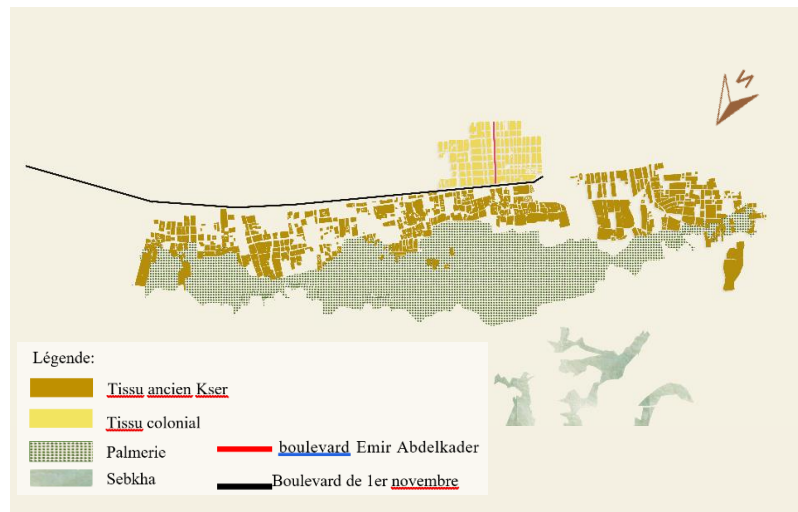 N
Légende:
Tissu ancien Kser
Tissu colonial
Palmerie
Sebkha
boulevard Emir Abdelkader
Boulevard de 1er novembre